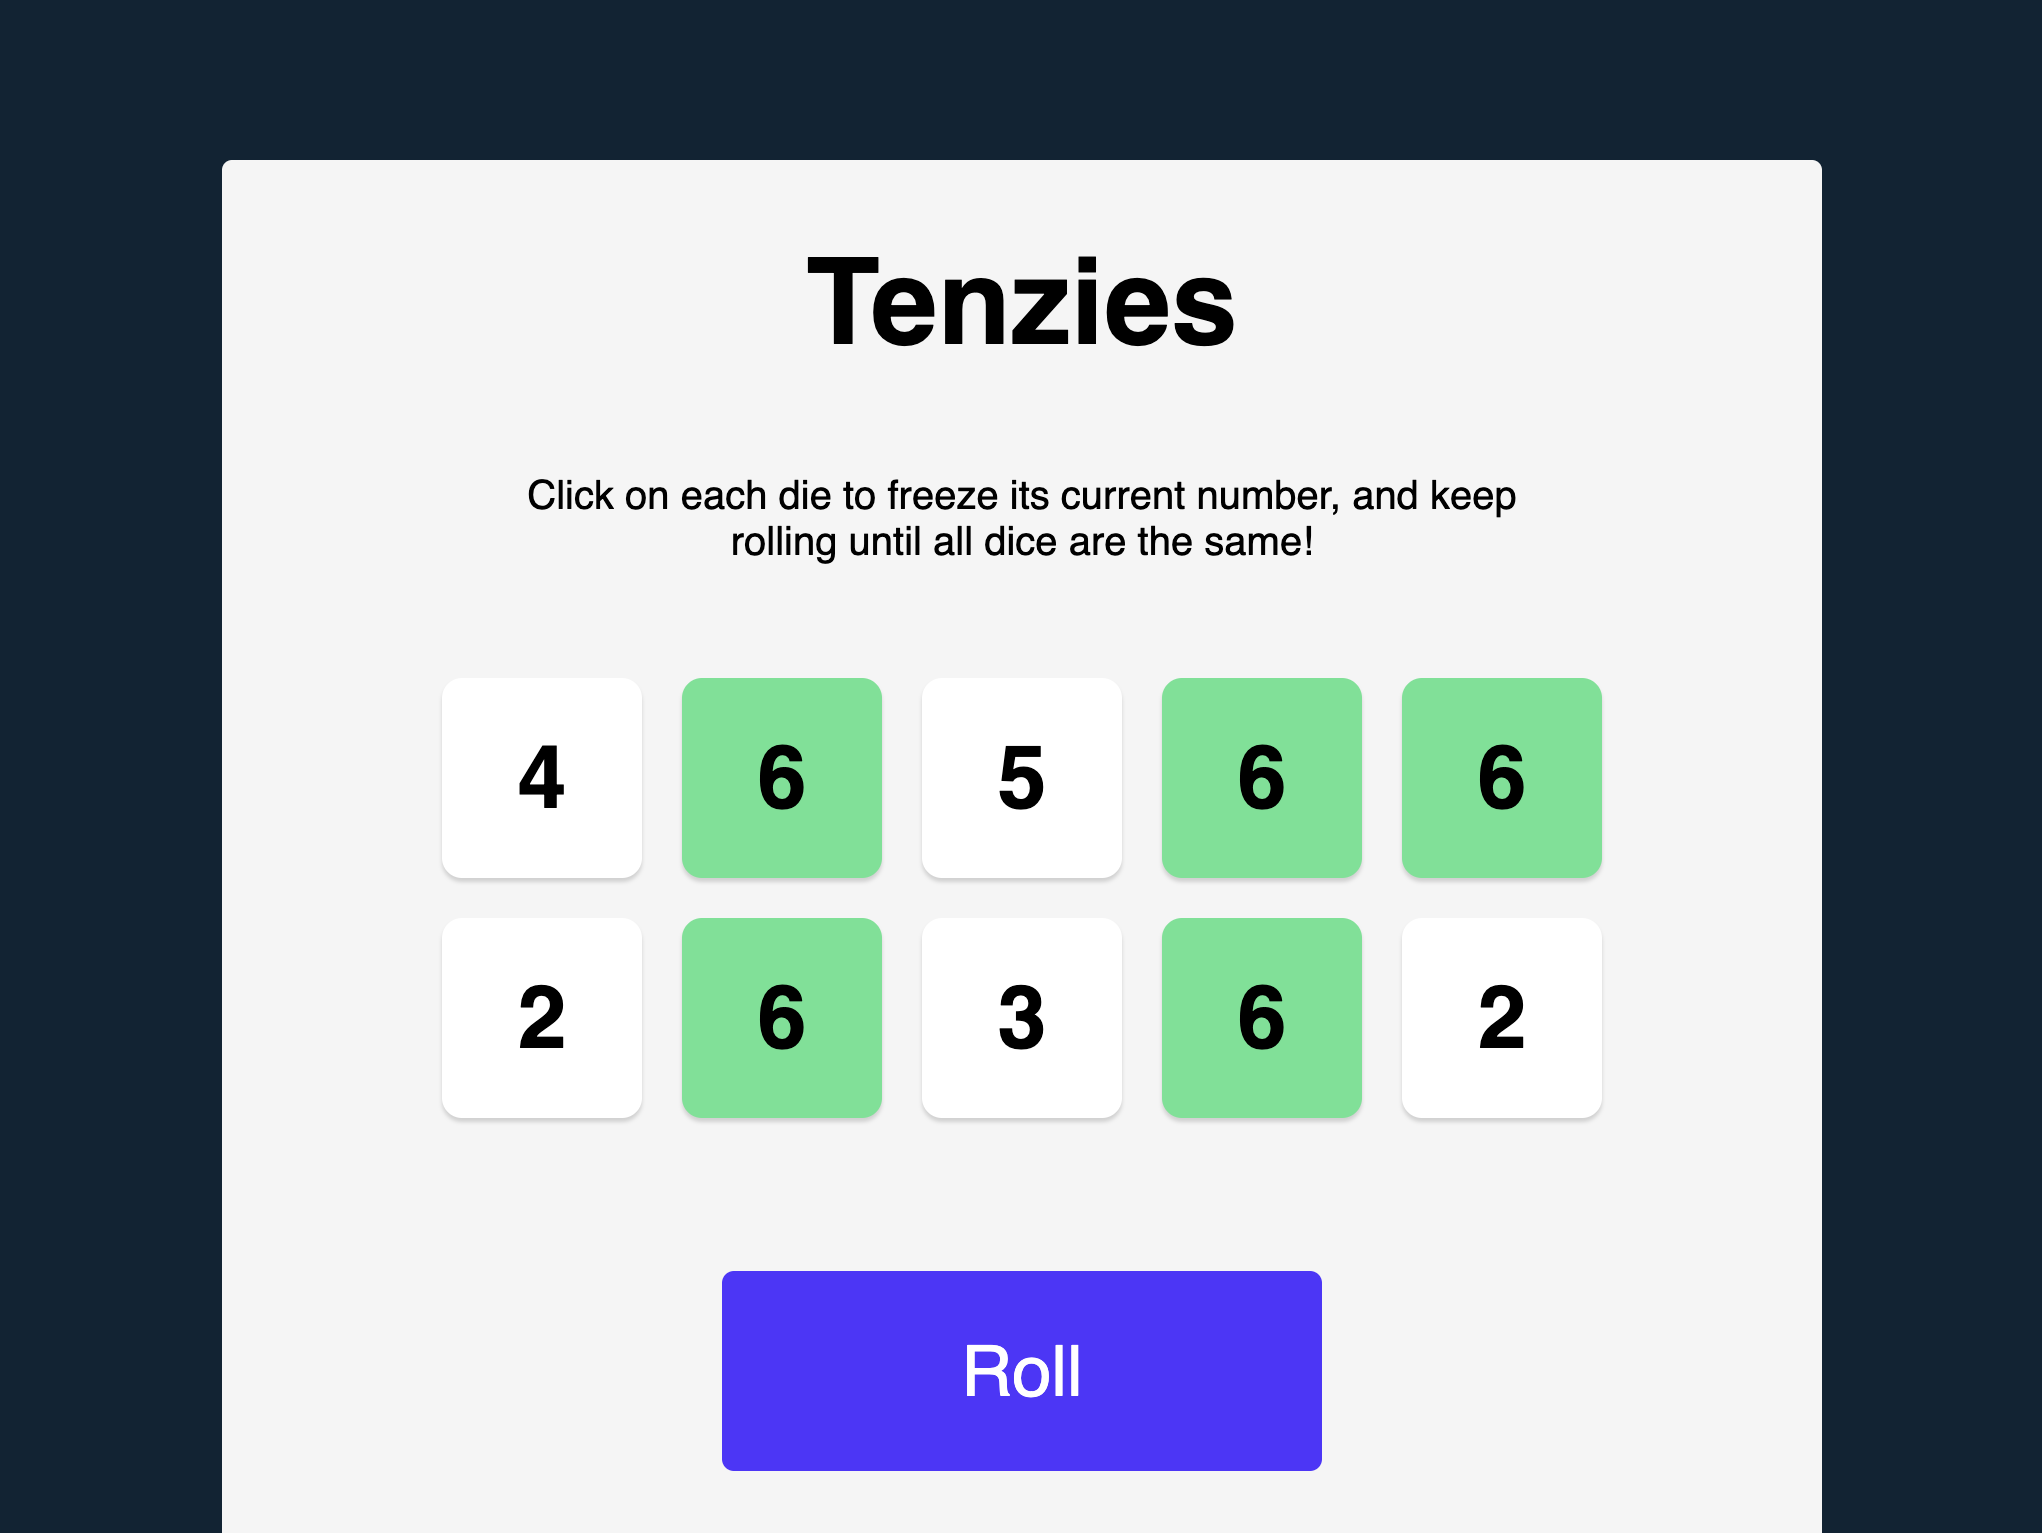 Tenzies
Click on each die to freeze its current number, and keep
rolling until all dice are the same!
4 6 5 6 6
2 6 3 6 2
Roll